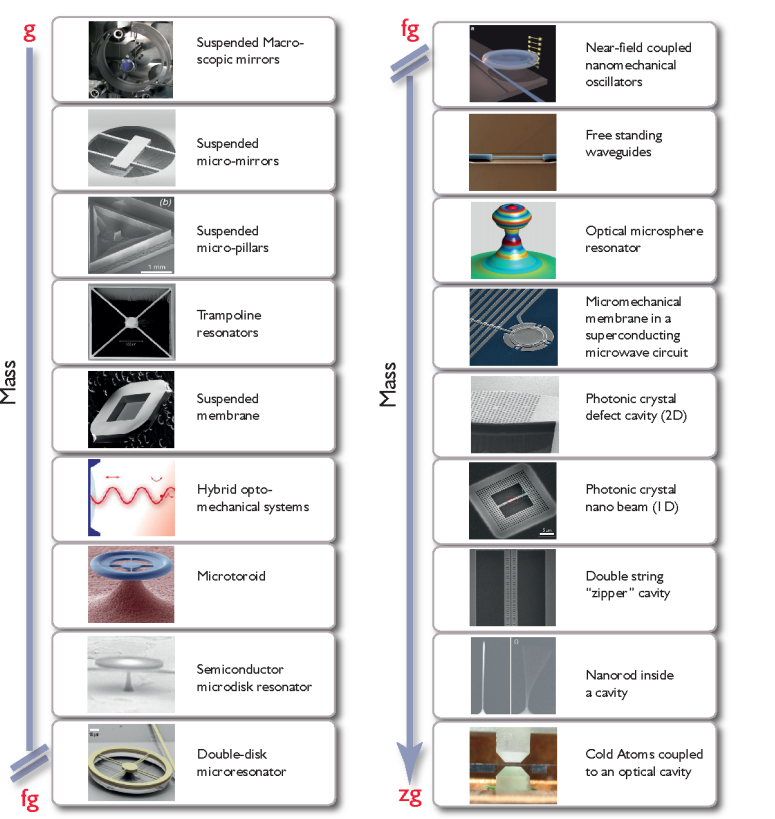 g
Mass
fg
Suspended Macro-
scopic mirrors
Suspended
micro-mirrors
(b)
1 mm
Suspended
micro-pillars
Trampoline
resonators
Suspended
membrane
Hybrid opto-
mechanical systems
Microtoroid
Semiconductor
microdisk resonator
Double-disk
microresonator
fg
Mass
zg
a
Near-field coupled
nanomechanical
oscillators
Free standing
waveguides
Optical microsphere
resonator
Micromechanical
membrane in a
superconducting
microwave circuit
Photonic crystal
defect cavity (2D)
Photonic crystal
nano beam (1D)
Double string
"zipper" cavity
Nanorod inside
a cavity
Cold Atoms coupled
to an optical cavity